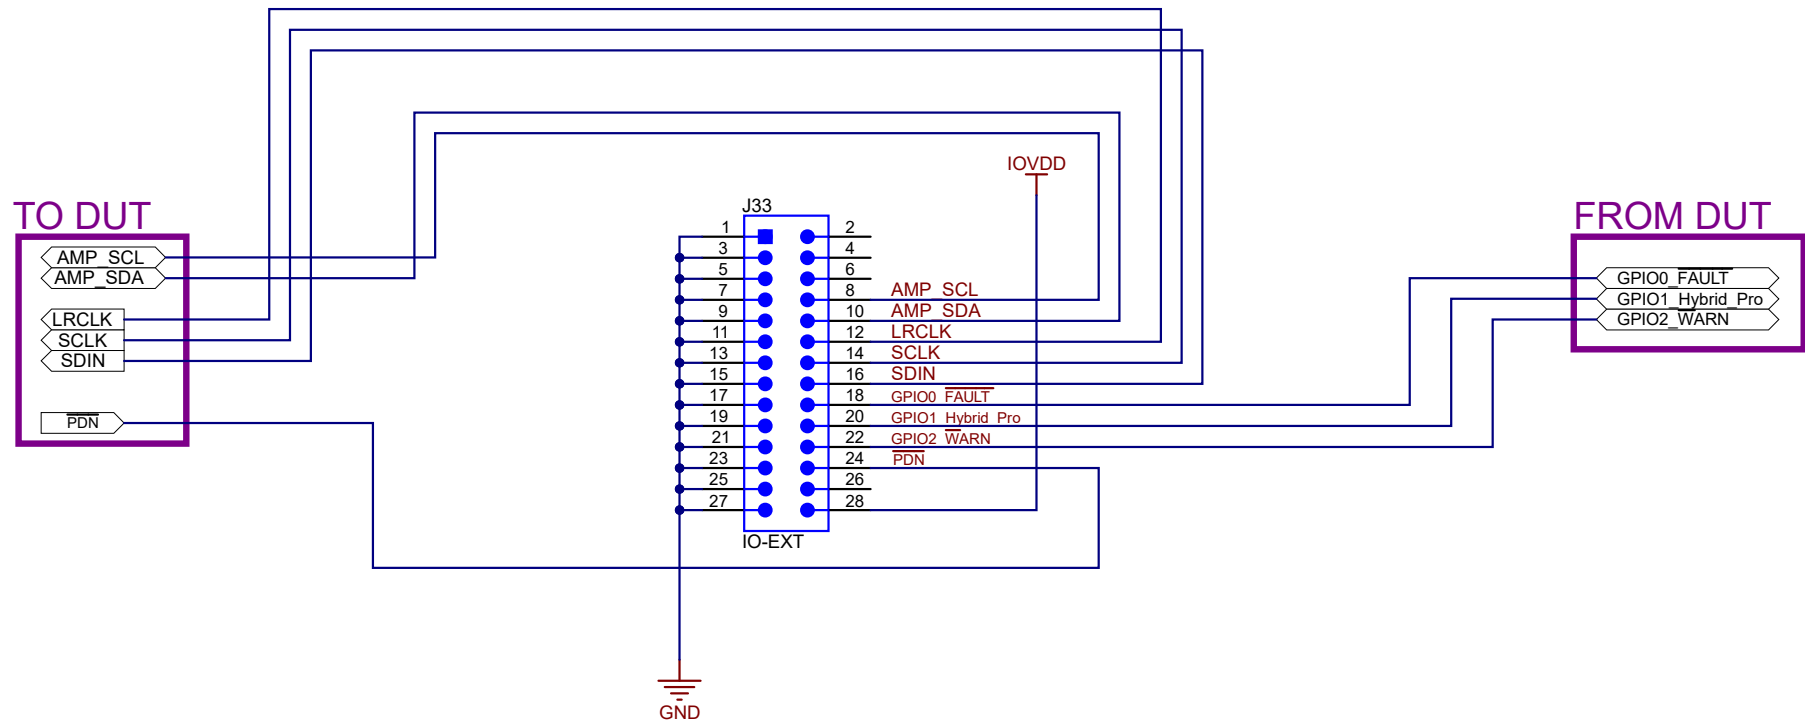 IOVDD
TO DUT
J33
FROM DUT
AMP_SCL
AMP_SDA
LRCLK
SCLK
SDIN
PDN
1 2
3 4
5 6
7 8 AMP_SCL
9 10 AMP_SDA
11 12 LRCLK
13 14 SCLK
15 16 SDIN
17 18 GPIO0_FAULT
19 20 GPIO1_Hybrid_Pro
21 22 GPIO2_WARN
23 24 PDN
25 26
27 28
IO-EXT
GPIO0_FAULT
GPIO1_Hybrid_Pro
GPIO2_WARN
GND